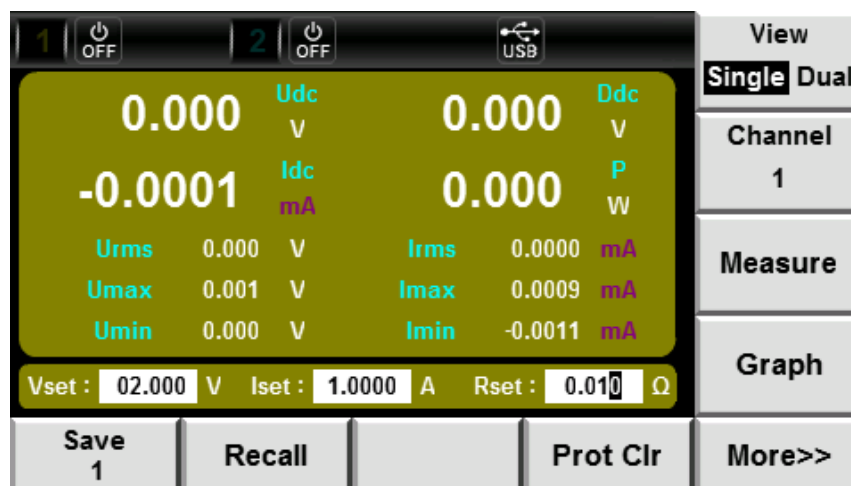 1 OFF 2 OFF USB
View
Single Dual
0.000 Udc V 0.000 Ddc V
Channel
1
-0.0001 Idc mA 0.000 P W
Urms 0.000 V Irms 0.0000 mA
Measure
Umax 0.001 V Imax 0.0009 mA
Umin 0.000 V Imin -0.0011 mA
Graph
Vset : 02.000 V Iset : 1.0000 A Rset : 0.010 Ω
Save
1
Recall
Prot Clr
More>>